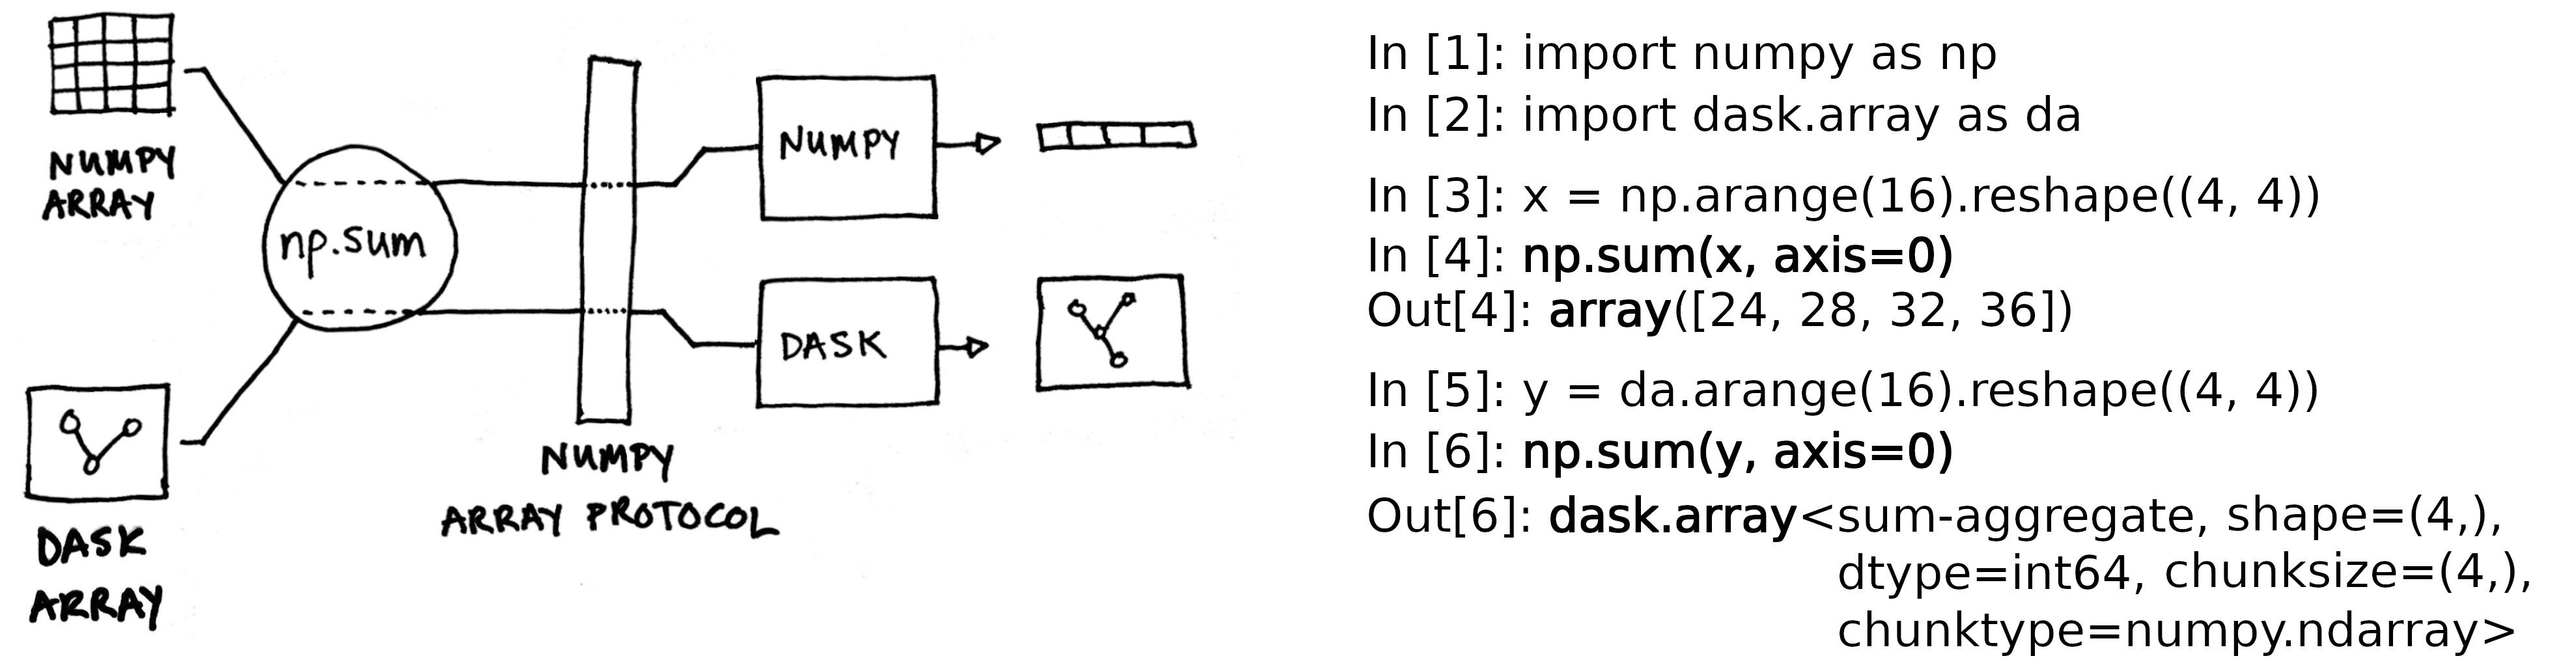 NUMPY
ARRAY
np.sum
DASK
ARRAY
NUMPY
ARRAY PROTOCOL
NUMPY
DASK
In [1]: import numpy as np
In [2]: import dask.array as da
In [3]: x = np.arange(16).reshape((4, 4))
In [4]: np.sum(x, axis=0)
Out[4]: array([24, 28, 32, 36])
In [5]: y = da.arange(16).reshape((4, 4))
In [6]: np.sum(y, axis=0)
Out[6]: dask.array<sum-aggregate, shape=(4,),
dtype=int64, chunksize=(4,),
chunktype=numpy.ndarray>